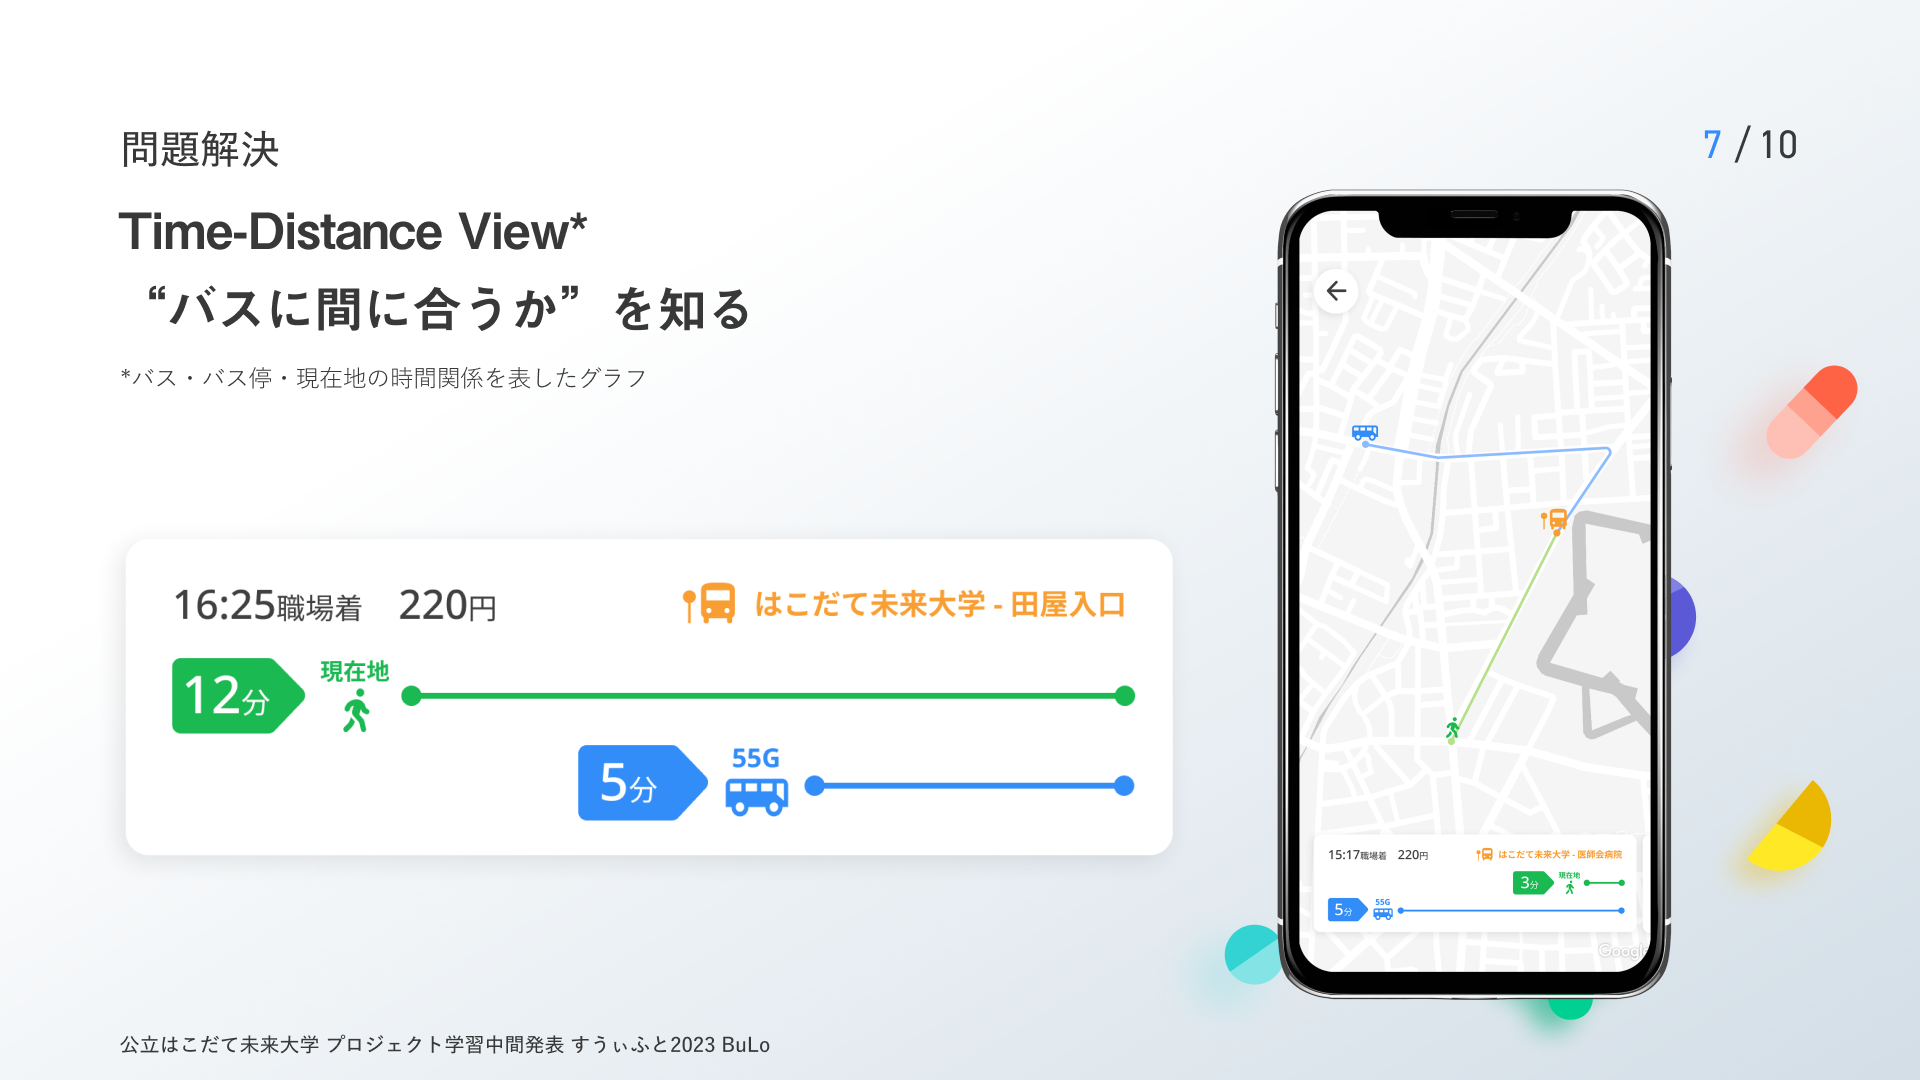 問題解決
7 / 10
Time-Distance View*
“バスに間に合うか” を知る
*バス・バス停・現在地の時間関係を表したグラフ
16:25職場着 220円 はこだて未来大学 - 田屋入口
12分 現在地
5分 55G
15:17職場着 220円 はこだて未来大学 - 医師会病院
3分 現在地
5分 55G
Google
公立はこだて未来大学 プロジェクト学習中間発表 すうぃふと2023 BuLo